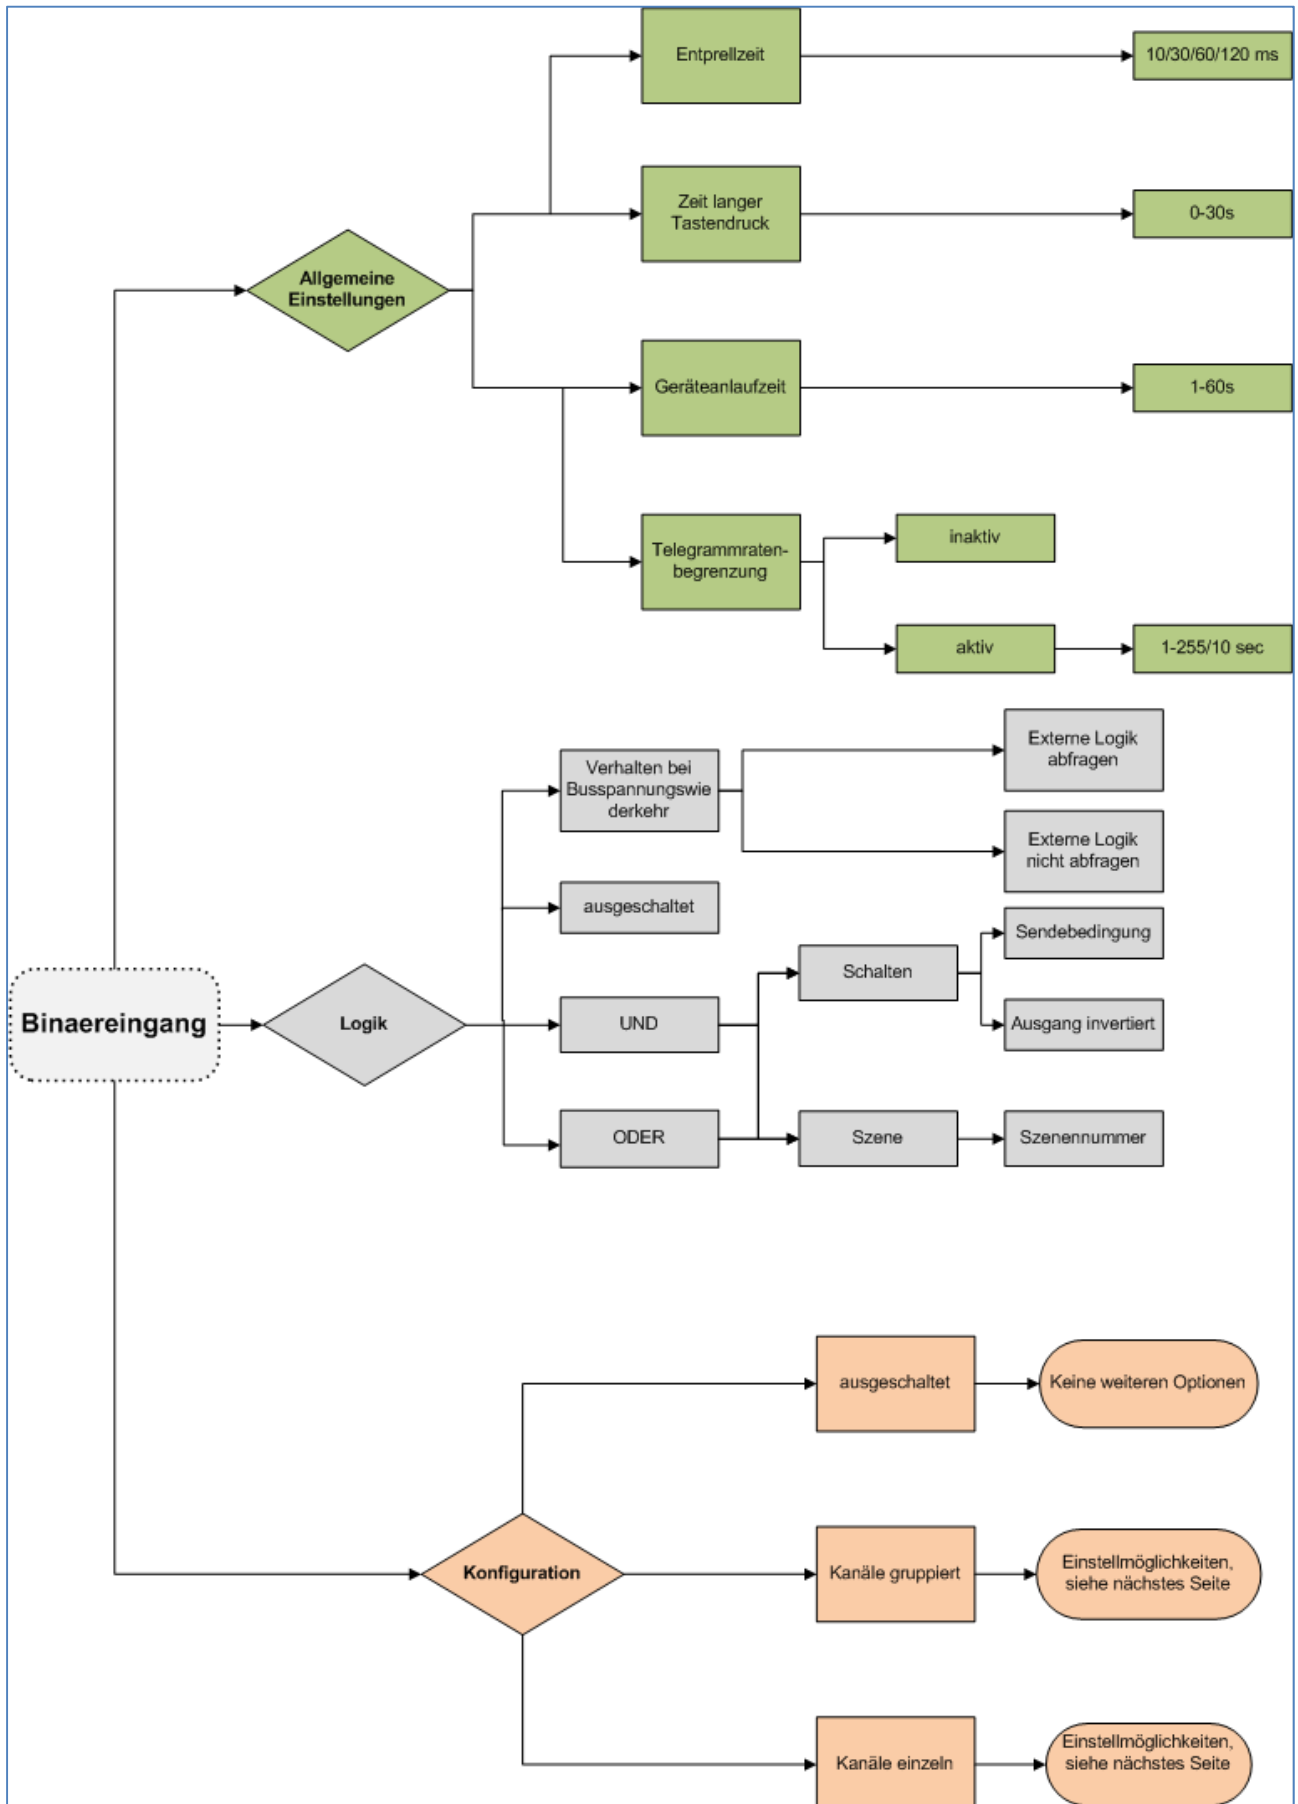 Entprellzeit
10/30/60/120 ms
Zeit langer
Tastendruck
0-30s
Allgemeine
Einstellungen
Geräteanlaufzeit
1-60s
Telegrammraten-
begrenzung
inaktiv
aktiv
1-255/10 sec
Verhalten bei
Busspannungswie
derkehr
Externe Logik
abfragen
Externe Logik
nicht abfragen
ausgeschaltet
Binaereingang
Logik
UND
ODER
Schalten
Sendebedingung
Ausgang invertiert
Szene
Szenennummer
Konfiguration
ausgeschaltet
Keine weiteren Optionen
Kanäle gruppiert
Einstellmöglichkeiten,
siehe nächstes Seite
Kanäle einzeln
Einstellmöglichkeiten,
siehe nächstes Seite